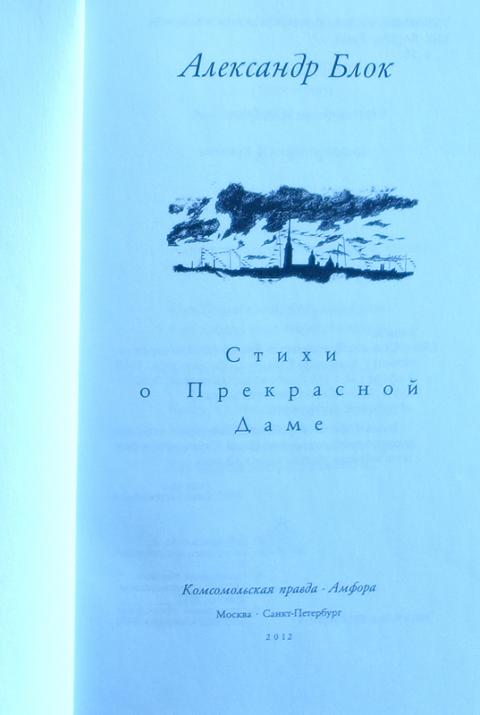 Александр Блок
Стихи
о Прекрасной
Даме
Комсомольская правда · Амфора
Москва · Санкт-Петербург
2012